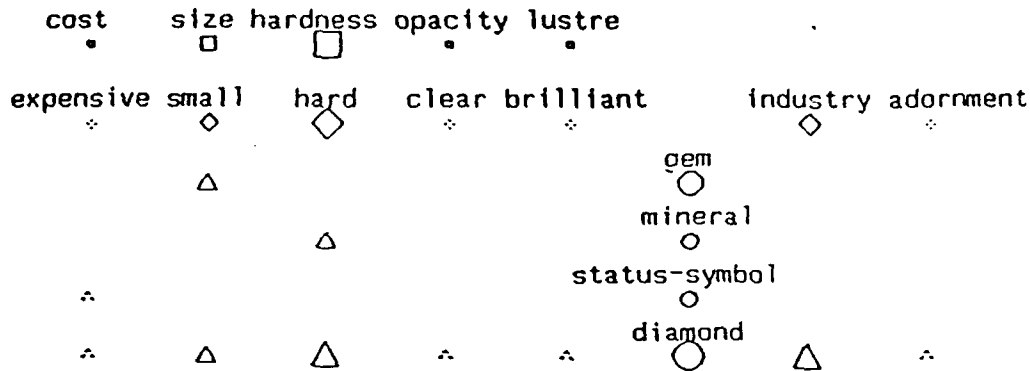 cost size hardness opacity lustre
expensive small hard clear brilliant industry adornment
gem
mineral
status-symbol
diamond